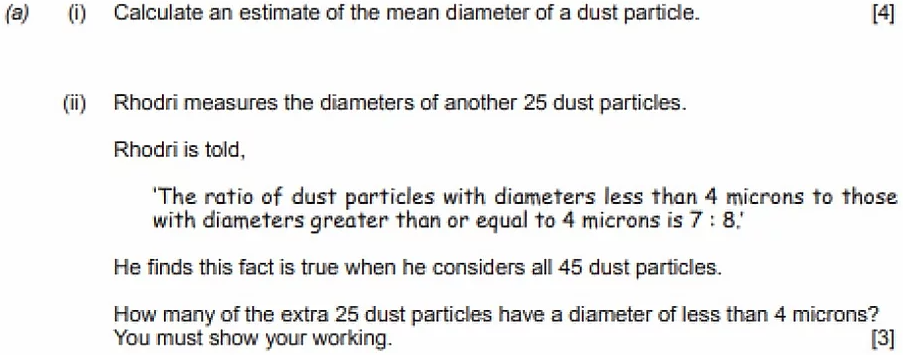 (a) (i) Calculate an estimate of the mean diameter of a dust particle. [4]
(ii) Rhodri measures the diameters of another 25 dust particles.
Rhodri is told,
'The ratio of dust particles with diameters less than 4 microns to those
with diameters greater than or equal to 4 microns is 7 : 8.'
He finds this fact is true when he considers all 45 dust particles.
How many of the extra 25 dust particles have a diameter of less than 4 microns?
You must show your working. [3]